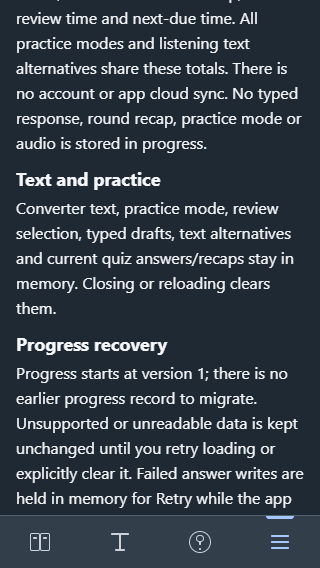 review time and next-due time. All
practice modes and listening text
alternatives share these totals. There is
no account or app cloud sync. No typed
response, round recap, practice mode or
audio is stored in progress.
Text and practice
Converter text, practice mode, review
selection, typed drafts, text alternatives
and current quiz answers/recaps stay in
memory. Closing or reloading clears
them.
Progress recovery
Progress starts at version 1; there is no
earlier progress record to migrate.
Unsupported or unreadable data is kept
unchanged until you retry loading or
explicitly clear it. Failed answer writes are
held in memory for Retry while the app